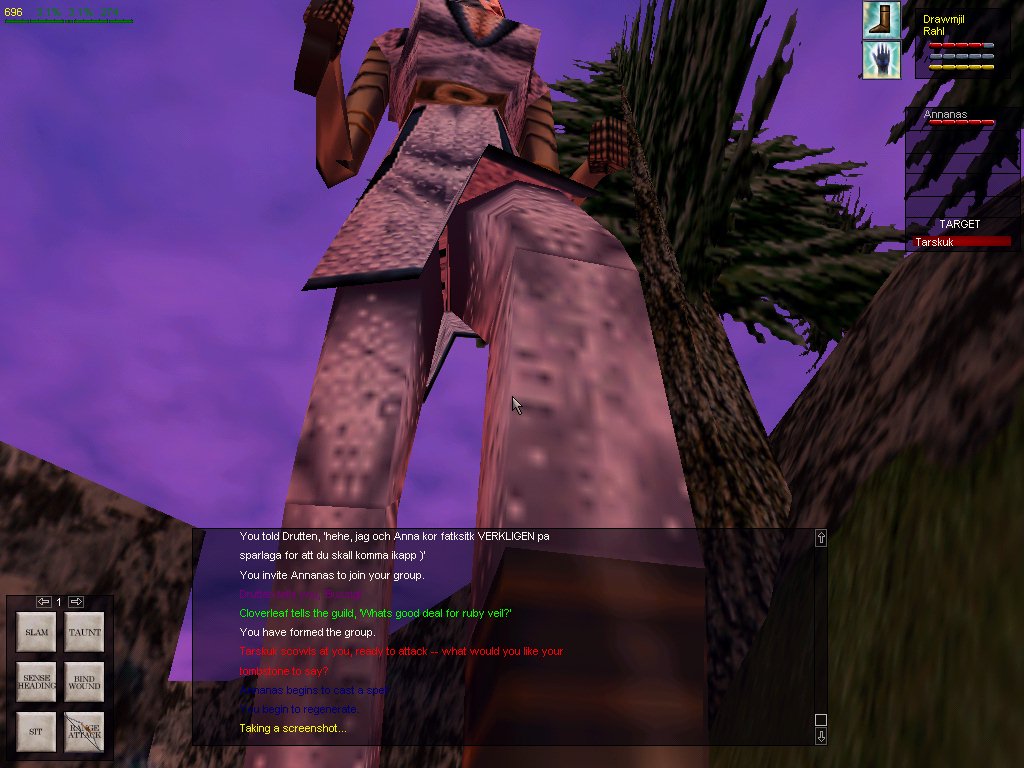 696
Drawmjil
Rahl
Annanas
TARGET
Tarskuk
You told Drutten, 'hehe, jag och Anna kor fatksitk VERKLIGEN pa
sparlaga for att du skall komma ikapp )'
You invite Annanas to join your group.
Cloverleaf tells the guild, 'Whats good deal for ruby veil?'
You have formed the group.
Tarskuk scowls at you, ready to attack -- what would you like your
tombstone to say?
Annanas begins to cast a spell.
You begin to regenerate.
Taking a screenshot...
1
SLAM
TAUNT
SENSE
HEADING
BIND
WOUND
SIT
RANGE
ATTACK